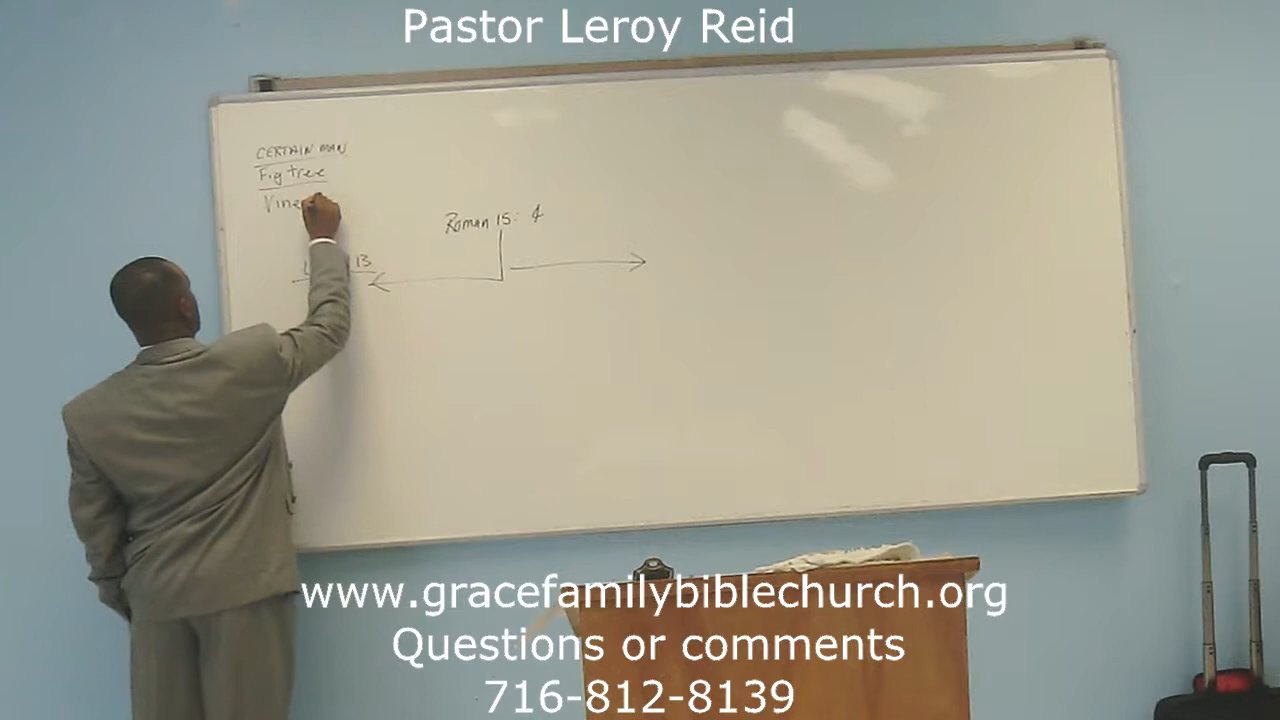 Pastor Leroy Reid
CERTAIN MAN
Fig tree
Vine
Roman 15: 4
13
www.gracefamilybiblechurch.org
Questions or comments
716-812-8139